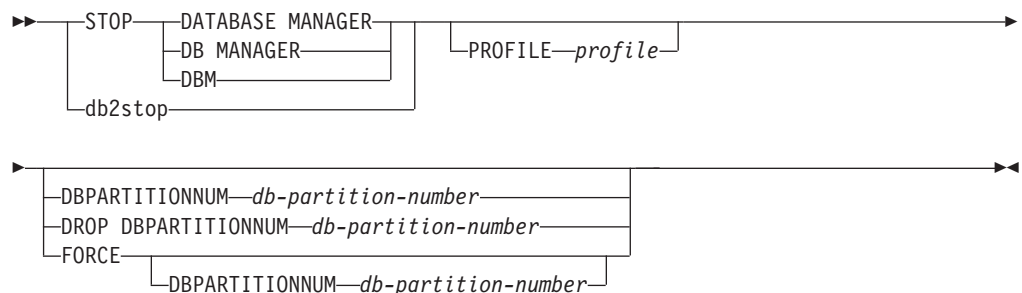 STOP DATABASE MANAGER
DB MANAGER
DBM
db2stop
PROFILE profile
DBPARTITIONNUM db-partition-number
DROP DBPARTITIONNUM db-partition-number
FORCE
DBPARTITIONNUM db-partition-number